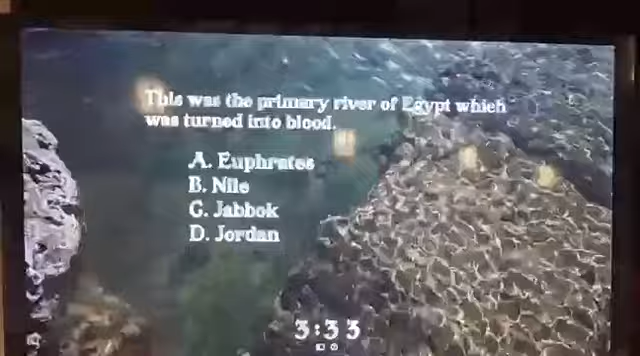 This was the primary river of Egypt which
was turned into blood.
A. Euphrates
B. Nile
C. Jabbok
D. Jordan
3:33